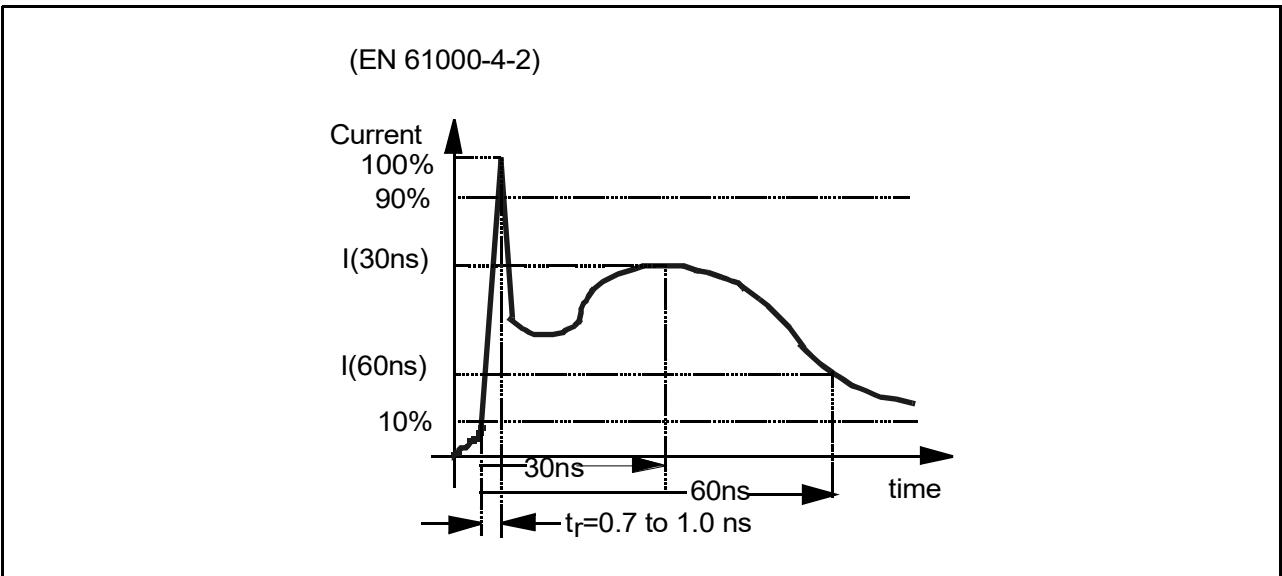 (EN 61000-4-2)
Current
100%
90%
I(30ns)
I(60ns)
10%
30ns
60ns
time
tr=0.7 to 1.0 ns